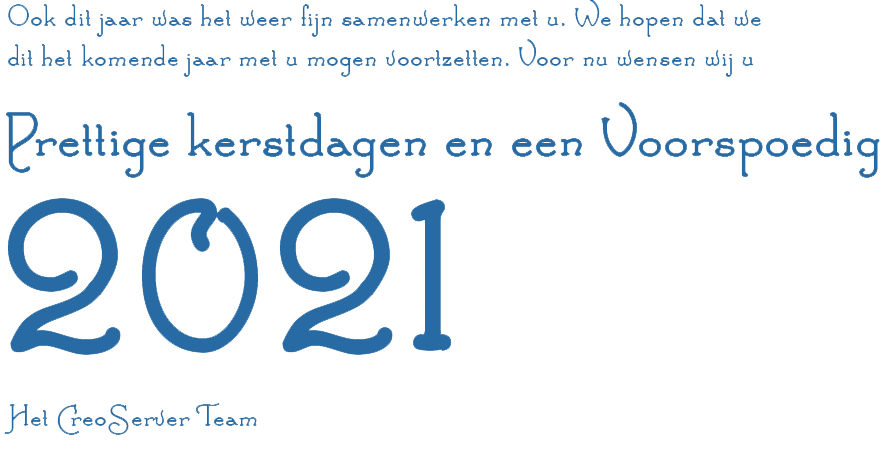 Ook dit jaar was het weer fijn samenwerken met u. We hopen dat we
dit het komende jaar met u mogen voortzetten. Voor nu wensen wij u
Prettige kerstdagen en een Voorspoedig
2021
Het CreoServer Team